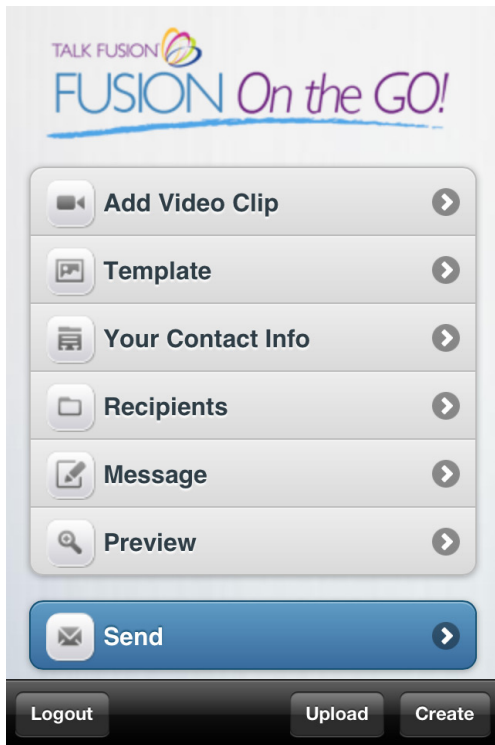 TALK FUSION
FUSION On the GO!
Add Video Clip
Template
Your Contact Info
Recipients
Message
Preview
Send
Logout Upload Create